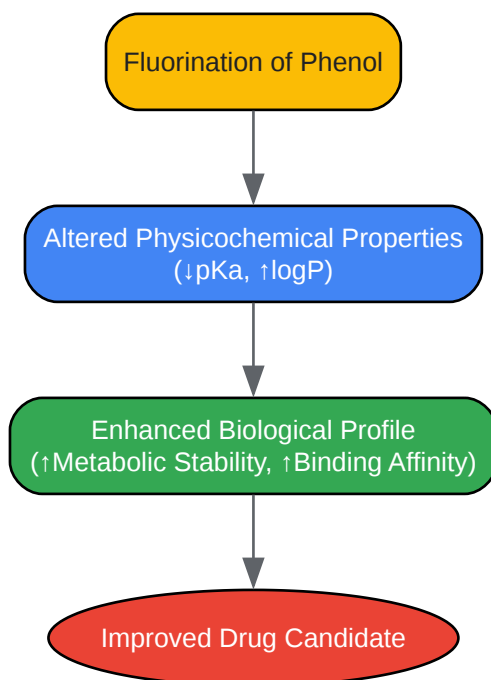 Fluorination of Phenol
Altered Physicochemical Properties
(↓pKa, ↑logP)
Enhanced Biological Profile
(↑Metabolic Stability, ↑Binding Affinity)
Improved Drug Candidate